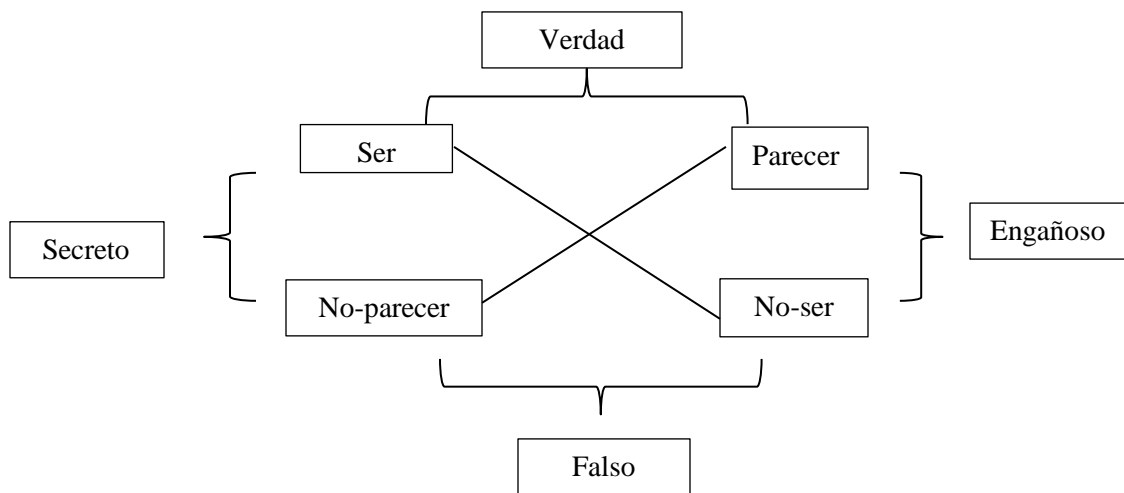 Verdad
Ser
Parecer
Secreto
Engañoso
No-parecer
No-ser
Falso